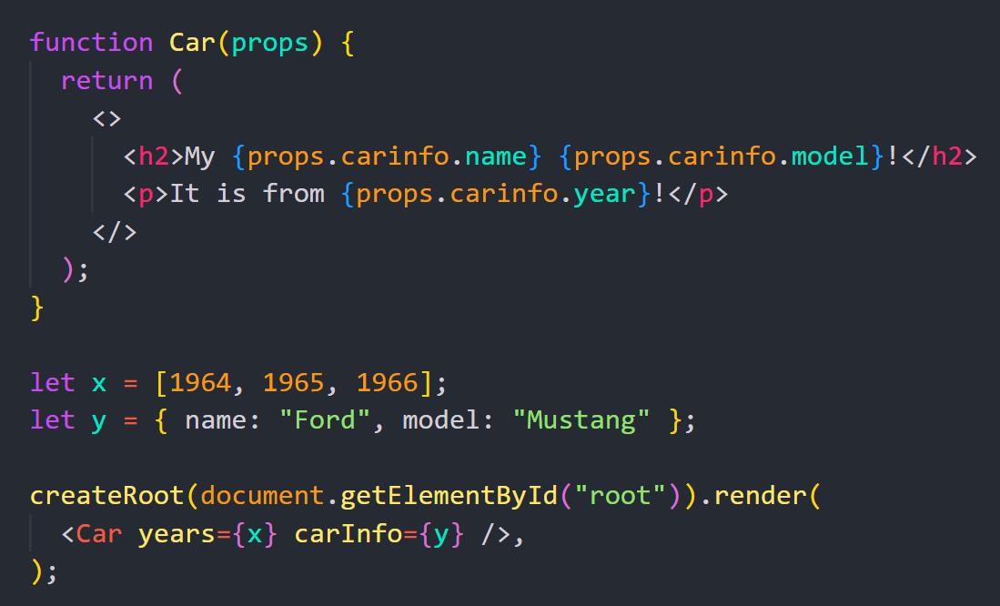 function Car(props) {
  return (
    <>
      <h2>My {props.carinfo.name} {props.carinfo.model}!</h2>
      <p>It is from {props.carinfo.year}!</p>
    </>
  );
}

let x = [1964, 1965, 1966];
let y = { name: "Ford", model: "Mustang" };

createRoot(document.getElementById("root")).render(
  <Car years={x} carInfo={y} />,
);